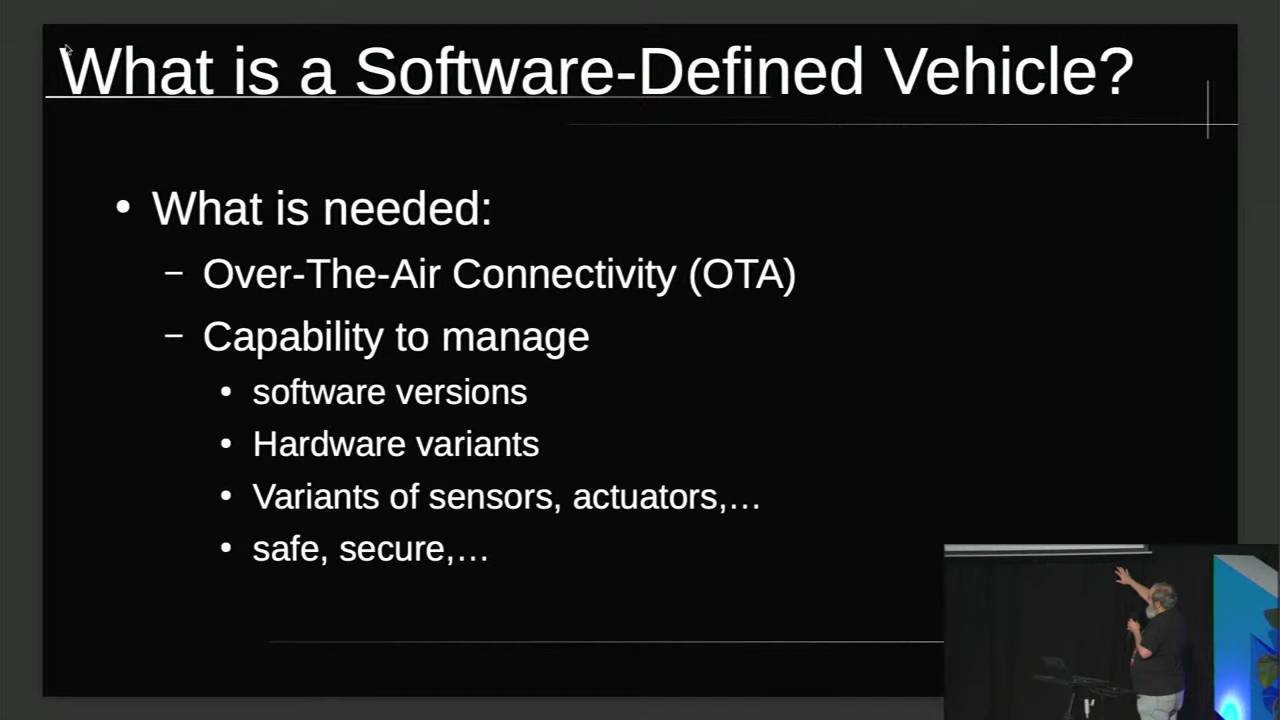 What is a Software-Defined Vehicle?
• What is needed:
– Over-The-Air Connectivity (OTA)
– Capability to manage
• software versions
• Hardware variants
• Variants of sensors, actuators,…
• safe, secure,…